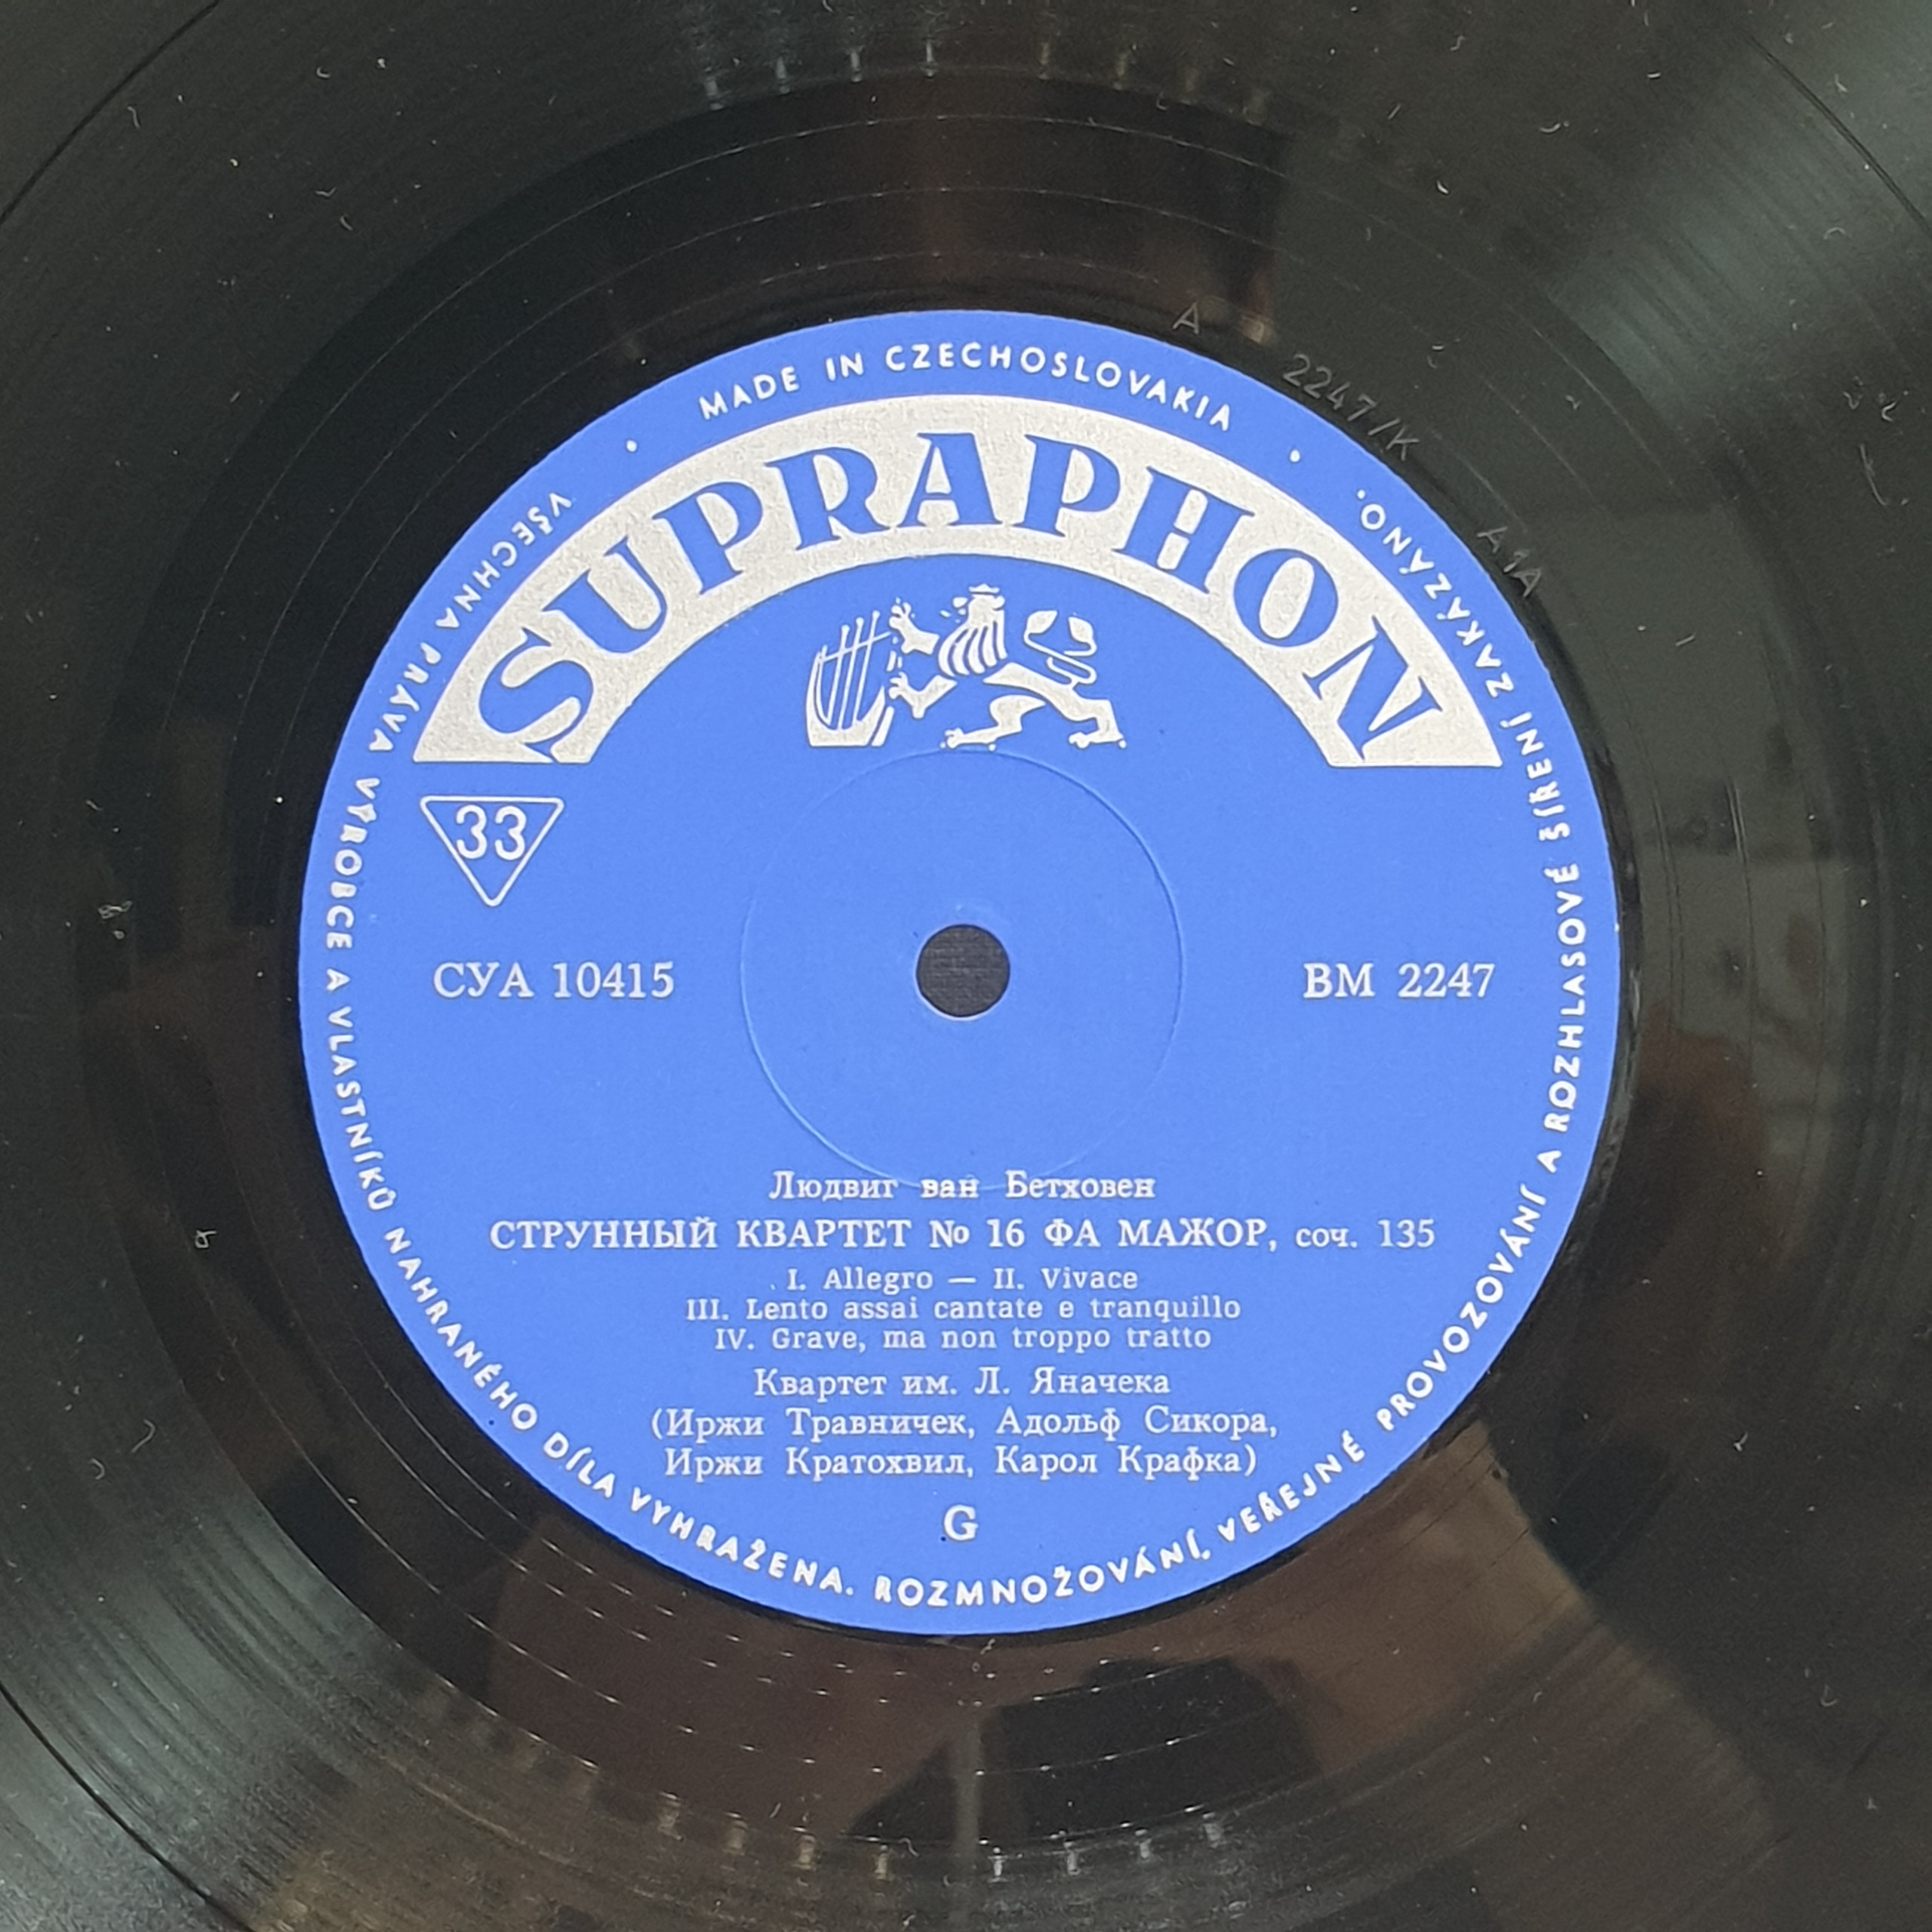 MADE IN CZECHOSLOVAKIA
SUPRAPHON
33
СУА 10415
ВМ 2247
Людвиг ван Бетховен
СТРУННЫЙ КВАРТЕТ № 16 ФА МАЖОР, соч. 135
I. Allegro — II. Vivace
III. Lento assai cantate e tranquillo
IV. Grave, ma non troppo tratto
Квартет им. Л. Яначека
(Иржи Травничек, Адольф Сикора,
Иржи Кратохвил, Карол Крафка)
G
VŠECHNA PRÁVA VÝROBCE A VLASTNÍKŮ NAHRANÉHO DÍLA VYHRAŽENA. ROZMNOŽOVÁNÍ, VEŘEJNÉ PROVOZOVÁNÍ A ROZHLASOVÉ ŠÍŘENÍ ZAKÁZÁNO.
A
2247/K
A1A